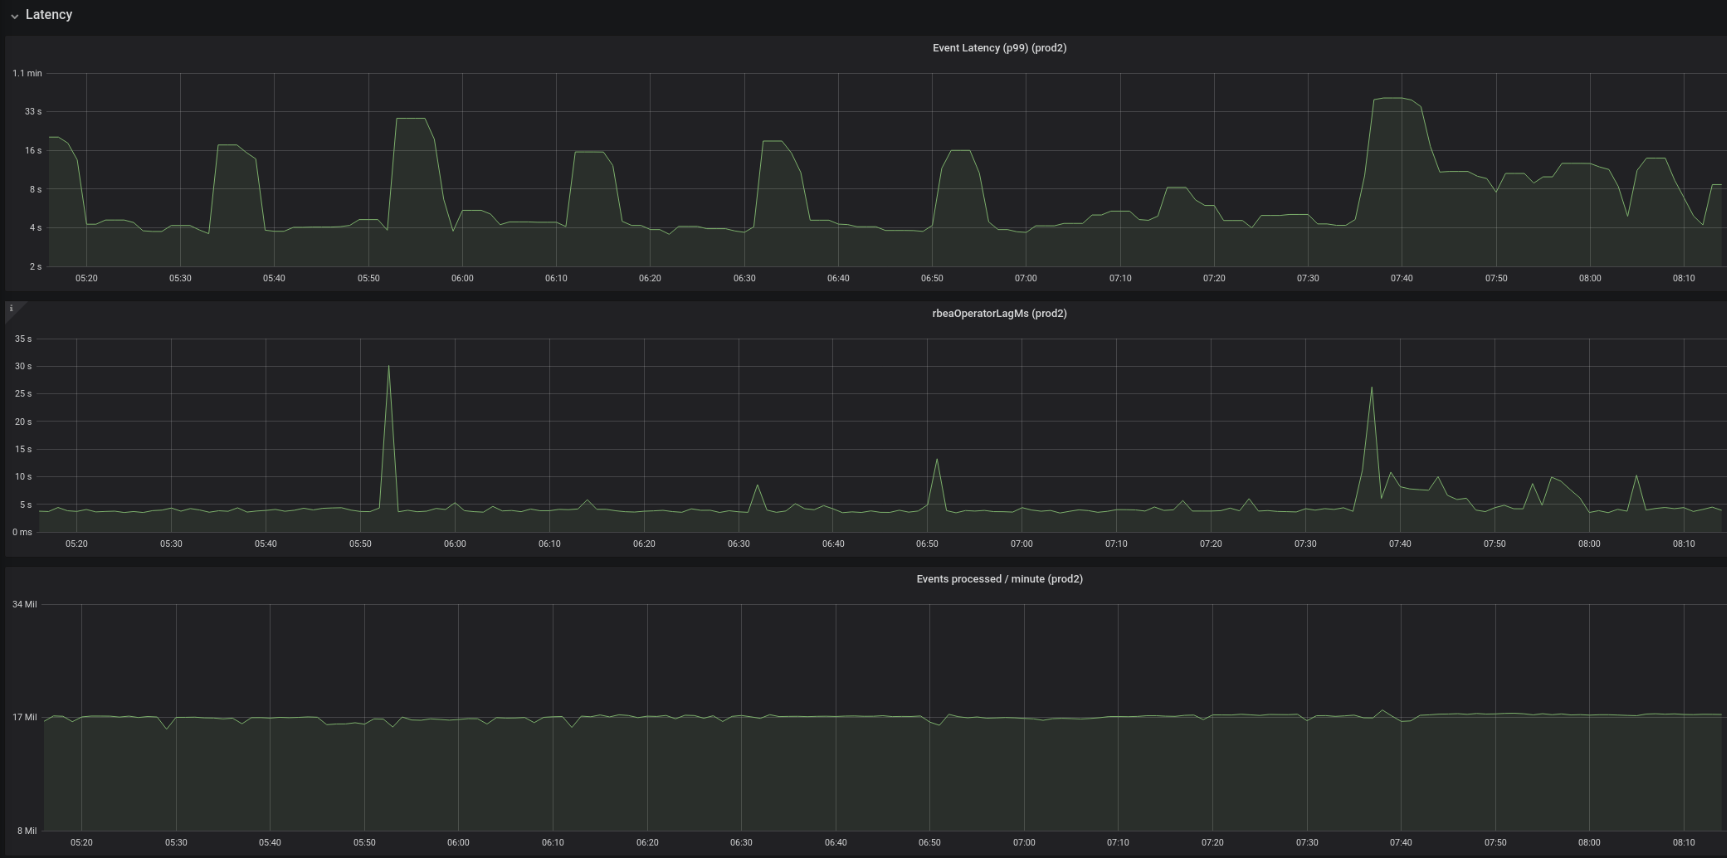 Latency
Event Latency (p99) (prod2)
1.1 min
33 s
16 s
8 s
4 s
2 s
05:20 05:30 05:40 05:50 06:00 06:10 06:20 06:30 06:40 06:50 07:00 07:10 07:20 07:30 07:40 07:50 08:00 08:10
i
rbeaOperatorLagMs (prod2)
35 s
30 s
25 s
20 s
15 s
10 s
5 s
0 ms
05:20 05:30 05:40 05:50 06:00 06:10 06:20 06:30 06:40 06:50 07:00 07:10 07:20 07:30 07:40 07:50 08:00 08:10
Events processed / minute (prod2)
34 Mil
17 Mil
8 Mil
05:20 05:30 05:40 05:50 06:00 06:10 06:20 06:30 06:40 06:50 07:00 07:10 07:20 07:30 07:40 07:50 08:00 08:10